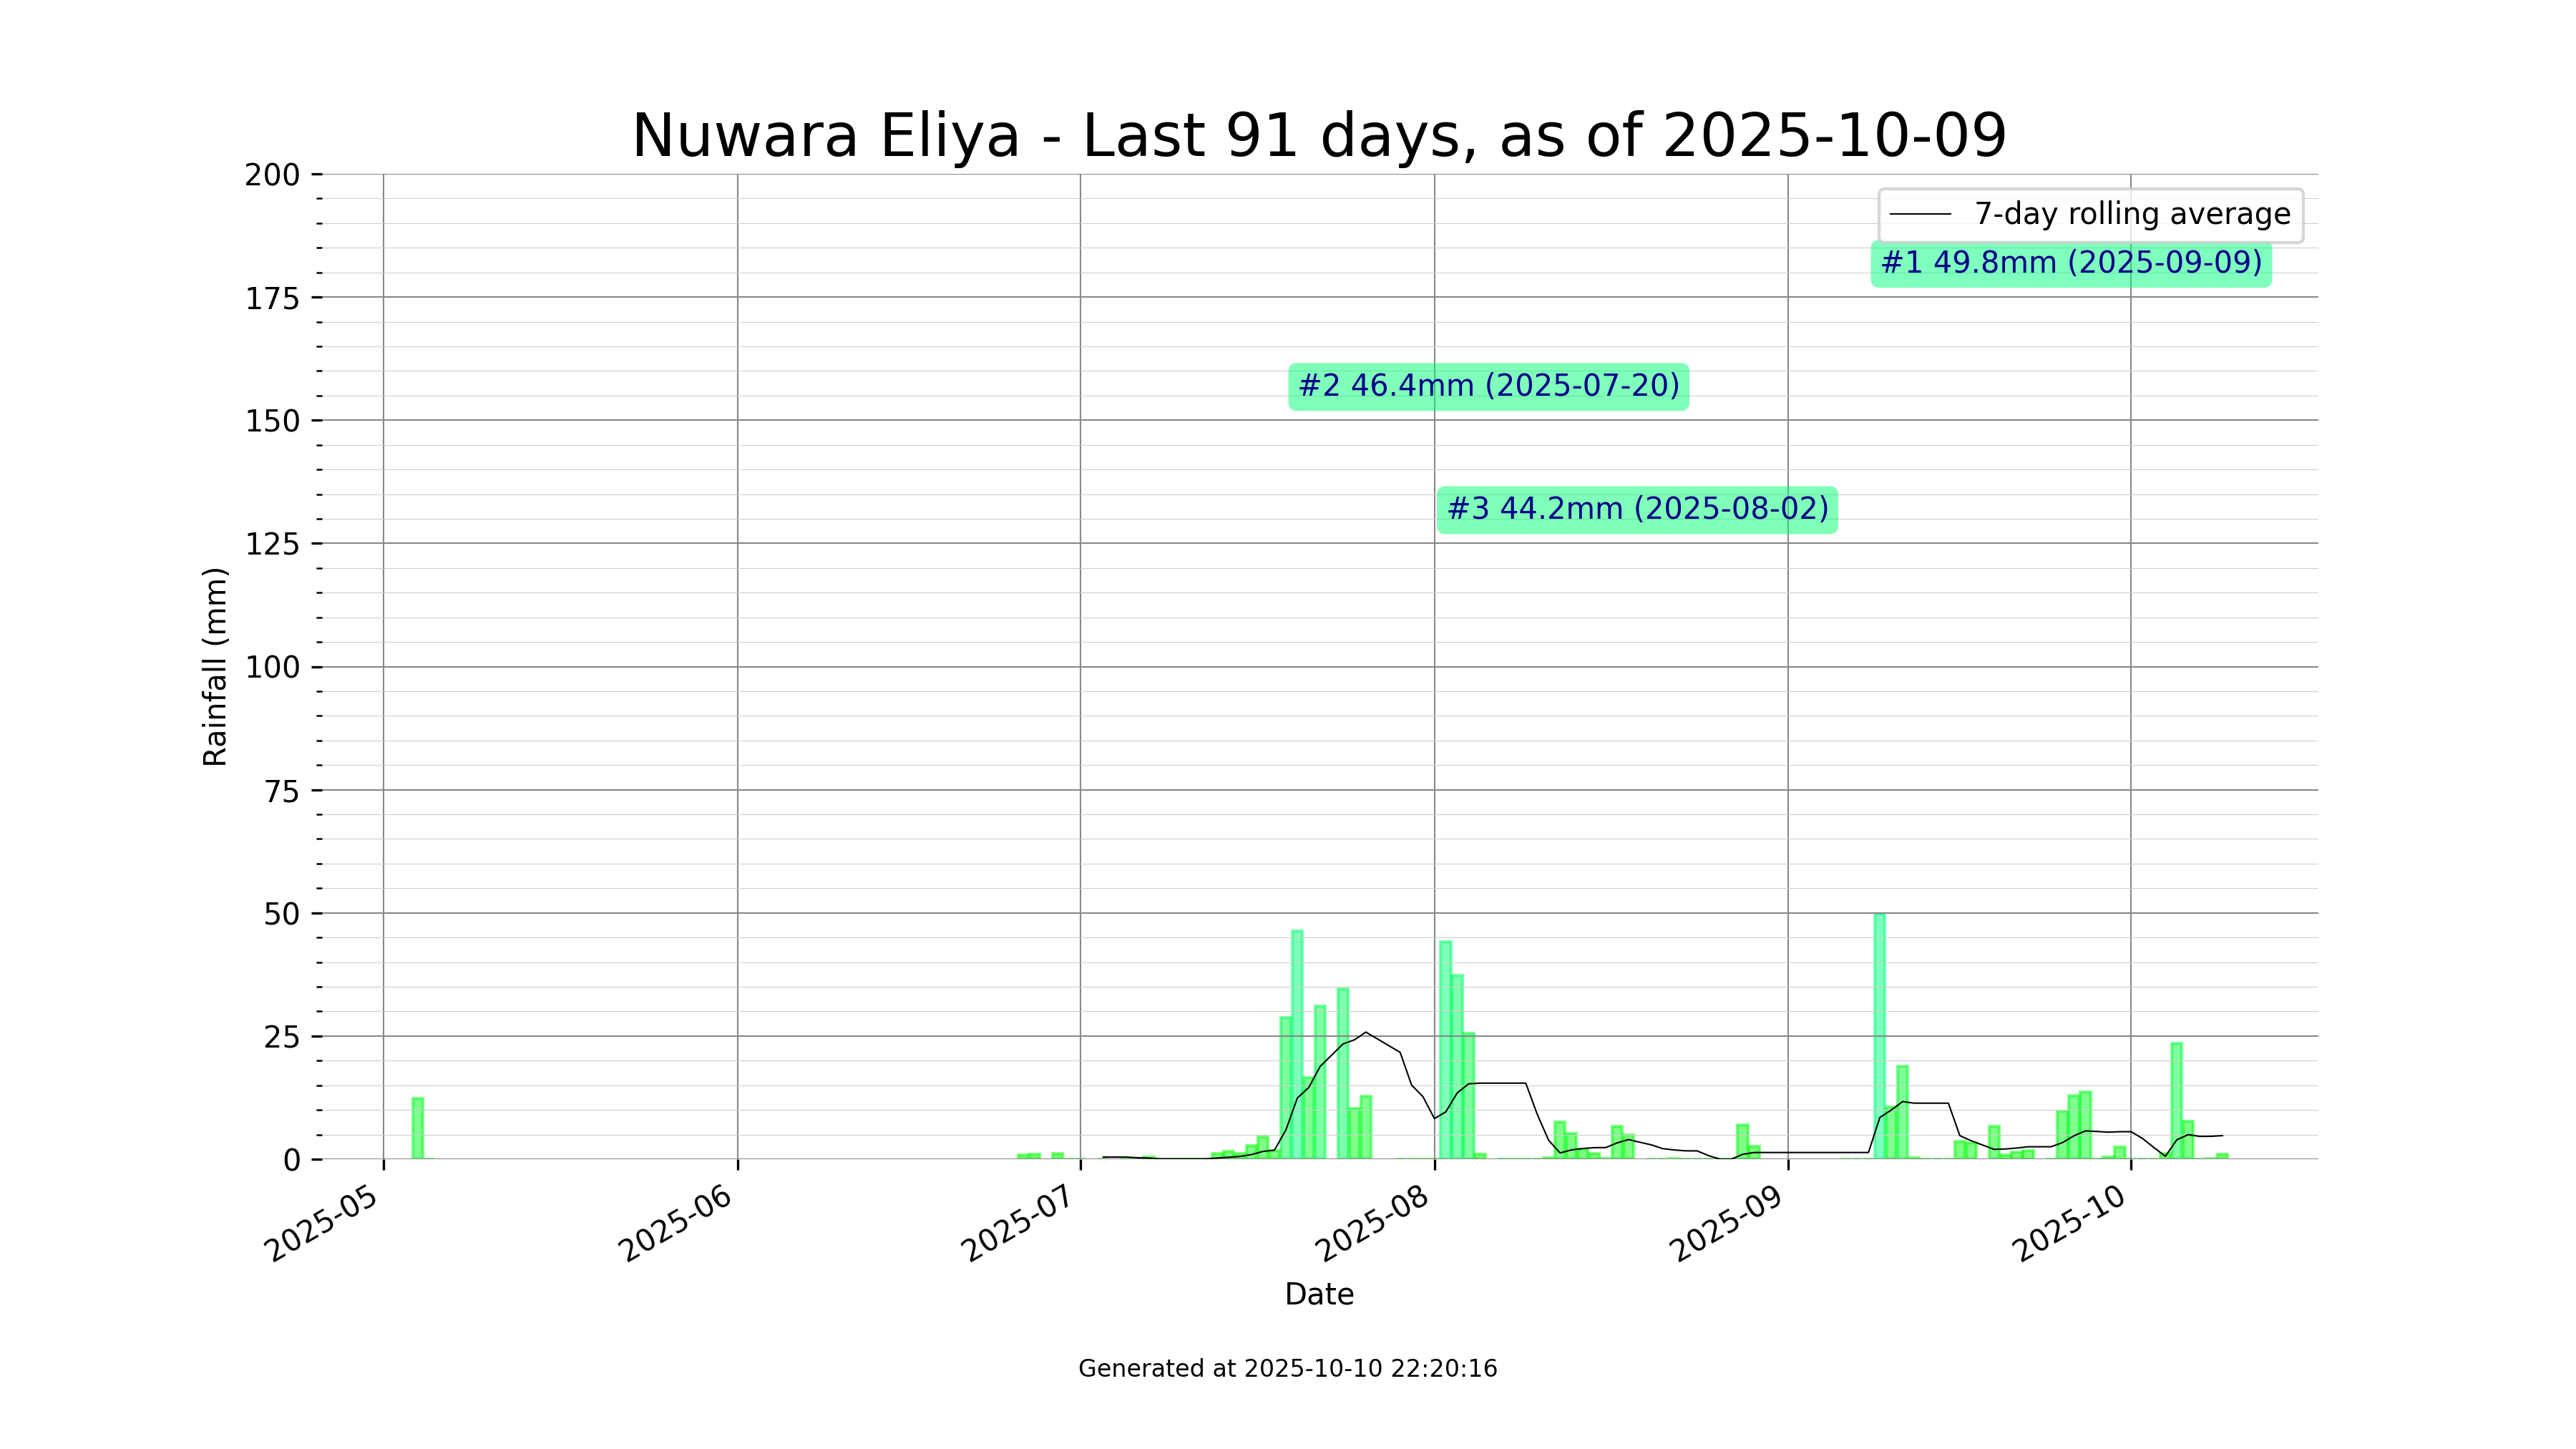 Nuwara Eliya - Last 91 days, as of 2025-10-09
200
175
150
125
100
75
50
25
0
Rainfall (mm)
7-day rolling average
#1 49.8mm (2025-09-09)
#2 46.4mm (2025-07-20)
#3 44.2mm (2025-08-02)
2025-05
2025-06
2025-07
2025-08
2025-09
2025-10
Date
Generated at 2025-10-10 22:20:16